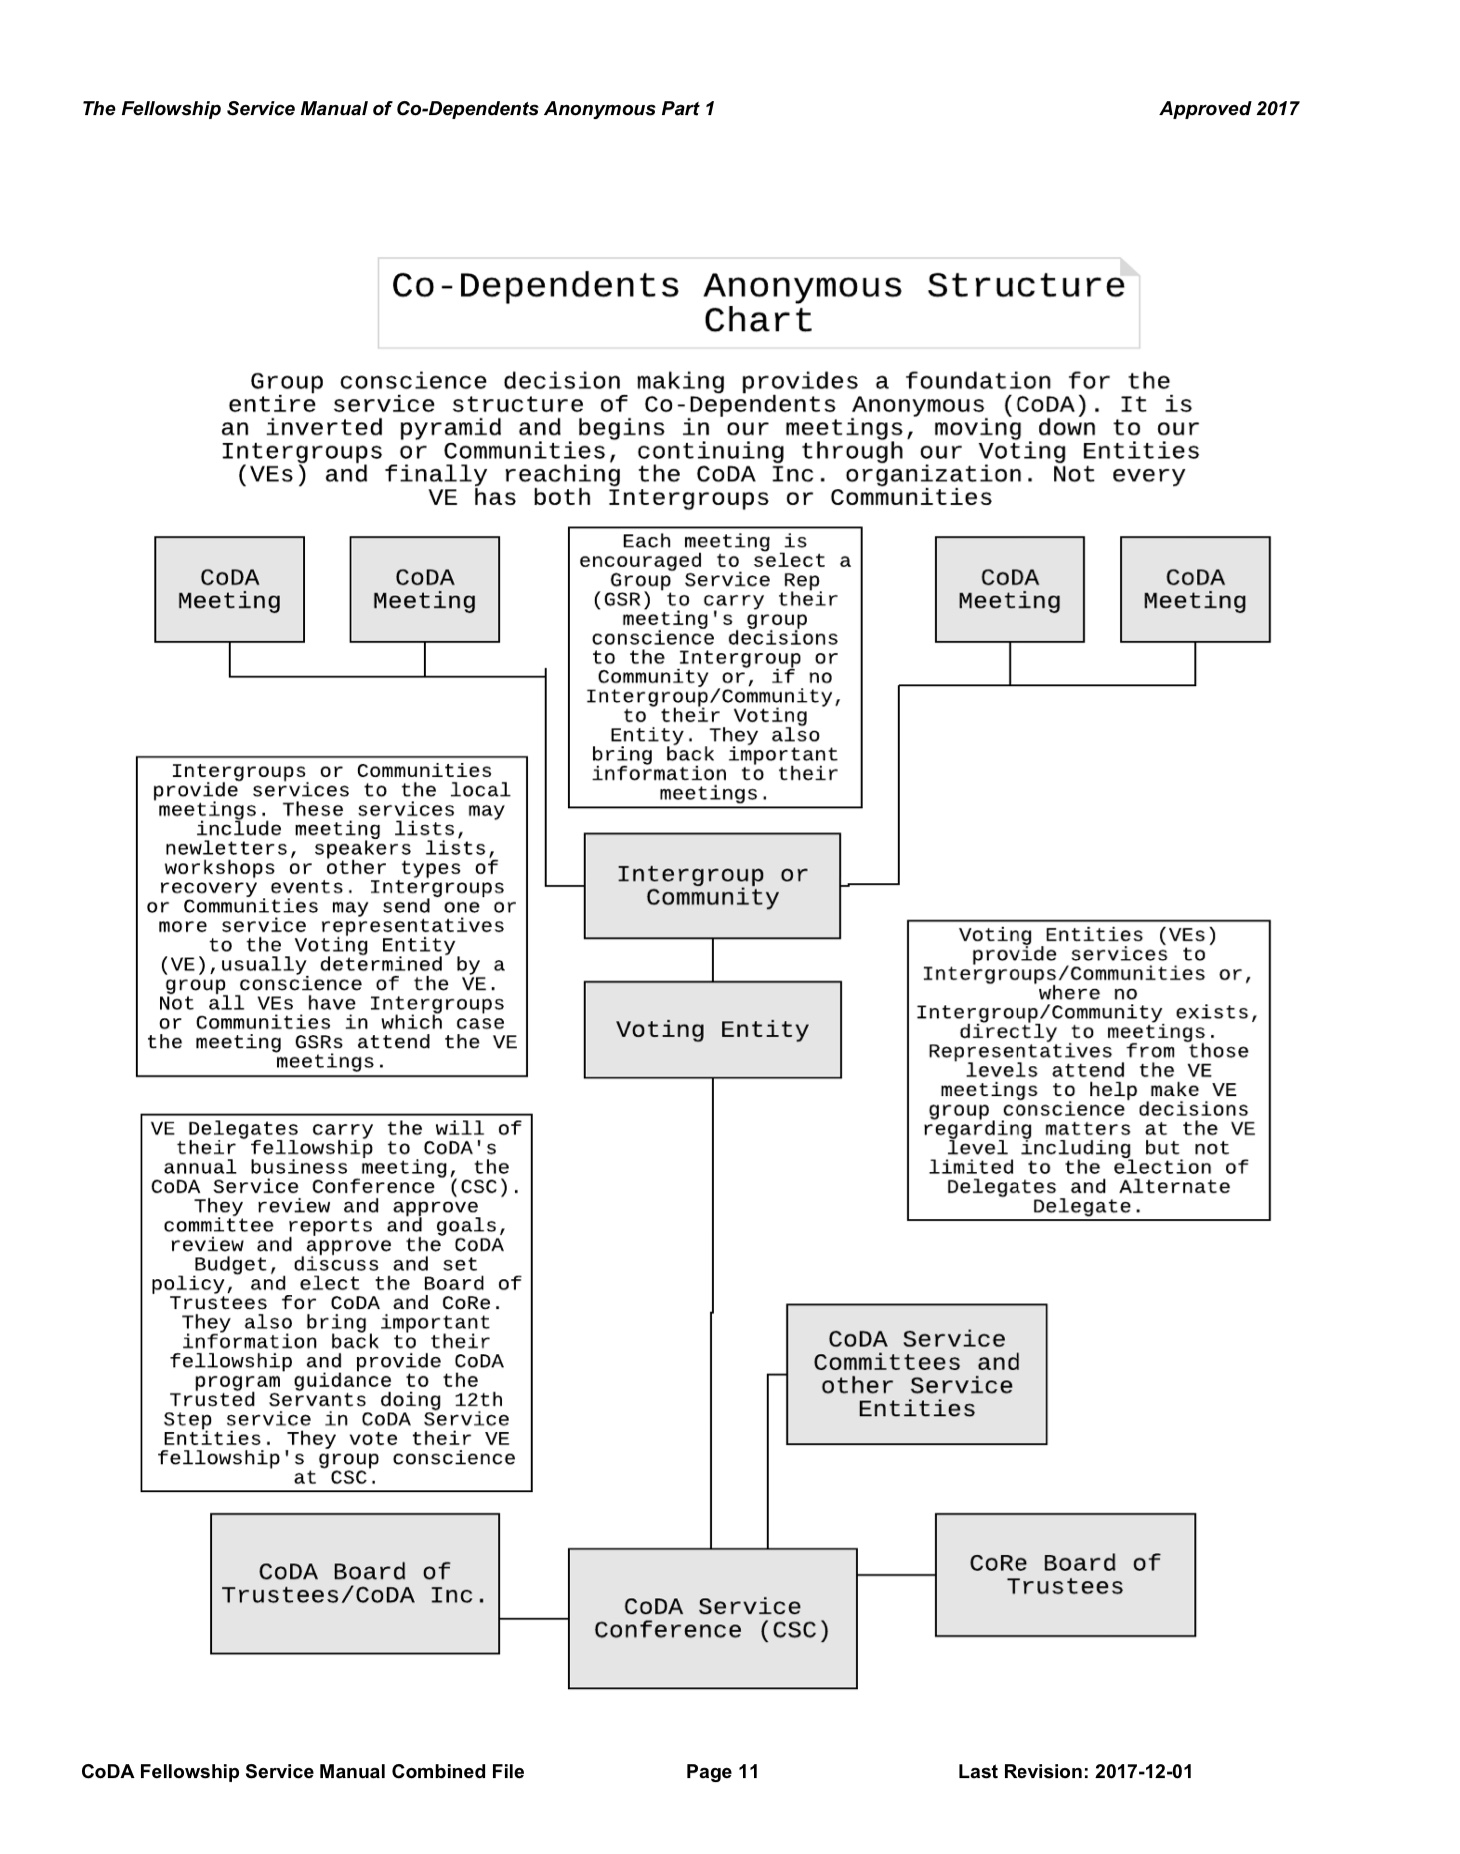 The Fellowship Service Manual of Co-Dependents Anonymous Part 1 Approved 2017
Co-Dependents Anonymous Structure
Chart
Group conscience decision making provides a foundation for the
entire service structure of Co-Dependents Anonymous (CoDA). It is
an inverted pyramid and begins in our meetings, moving down to our
Intergroups or Communities, continuing through our Voting Entities
(VEs) and finally reaching the CoDA Inc. organization. Not every
VE has both Intergroups or Communities
CoDA
Meeting
CoDA
Meeting
Each meeting is
encouraged to select a
Group Service Rep
(GSR) to carry their
meeting's group
conscience decisions
to the Intergroup or
Community or, if no
Intergroup/Community,
to their Voting
Entity. They also
bring back important
information to their
meetings.
CoDA
Meeting
CoDA
Meeting
Intergroups or Communities
provide services to the local
meetings. These services may
include meeting lists,
newletters, speakers lists,
workshops or other types of
recovery events. Intergroups
or Communities may send one or
more service representatives
to the Voting Entity
(VE),usually determined by a
group conscience of the VE.
Not all VEs have Intergroups
or Communities in which case
the meeting GSRs attend the VE
meetings.
Intergroup or
Community
Voting Entity
Voting Entities (VEs)
provide services to
Intergroups/Communities or,
where no
Intergroup/Community exists,
directly to meetings.
Representatives from those
levels attend the VE
meetings to help make VE
group conscience decisions
regarding matters at the VE
level including but not
limited to the election of
Delegates and Alternate
Delegate.
VE Delegates carry the will of
their fellowship to CoDA's
annual business meeting, the
CoDA Service Conference (CSC).
They review and approve
committee reports and goals,
review and approve the CoDA
Budget, discuss and set
policy, and elect the Board of
Trustees for CoDA and CoRe.
They also bring important
information back to their
fellowship and provide CoDA
program guidance to the
Trusted Servants doing 12th
Step service in CoDA Service
Entities. They vote their VE
fellowship's group conscience
at CSC.
CoDA Service
Committees and
other Service
Entities
CoDA Board of
Trustees/CoDA Inc.
CoDA Service
Conference (CSC)
CoRe Board of
Trustees
CoDA Fellowship Service Manual Combined File Page 11 Last Revision: 2017-12-01